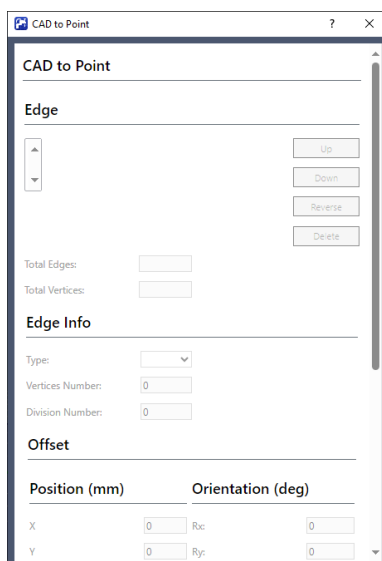 CAD to Point
? ×
CAD to Point
Edge
Up
Down
Reverse
Delete
Total Edges:
Total Vertices:
Edge Info
Type:
Vertices Number: 0
Division Number: 0
Offset
Position (mm) Orientation (deg)
X 0 Rx: 0
Y 0 Ry: 0